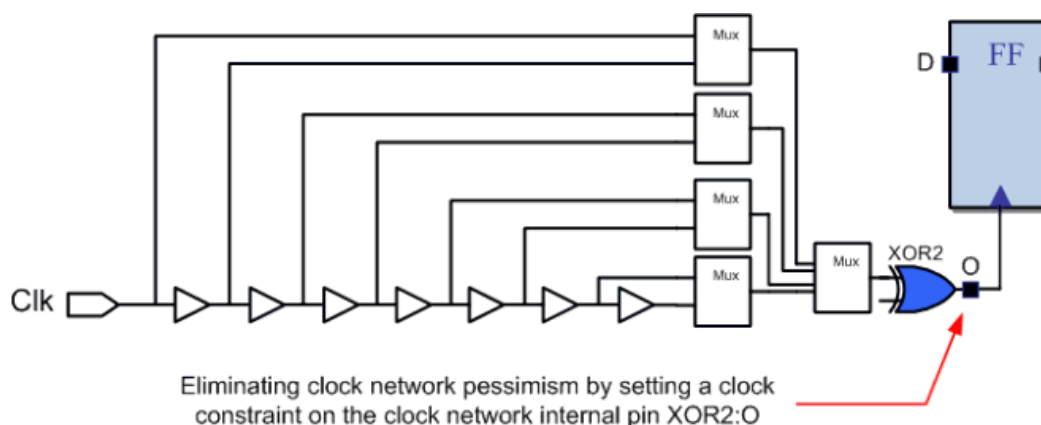 Mux
D
FF
Mux
Mux
Mux
Mux
XOR2
O
Clk
Eliminating clock network pessimism by setting a clock
constraint on the clock network internal pin XOR2:O